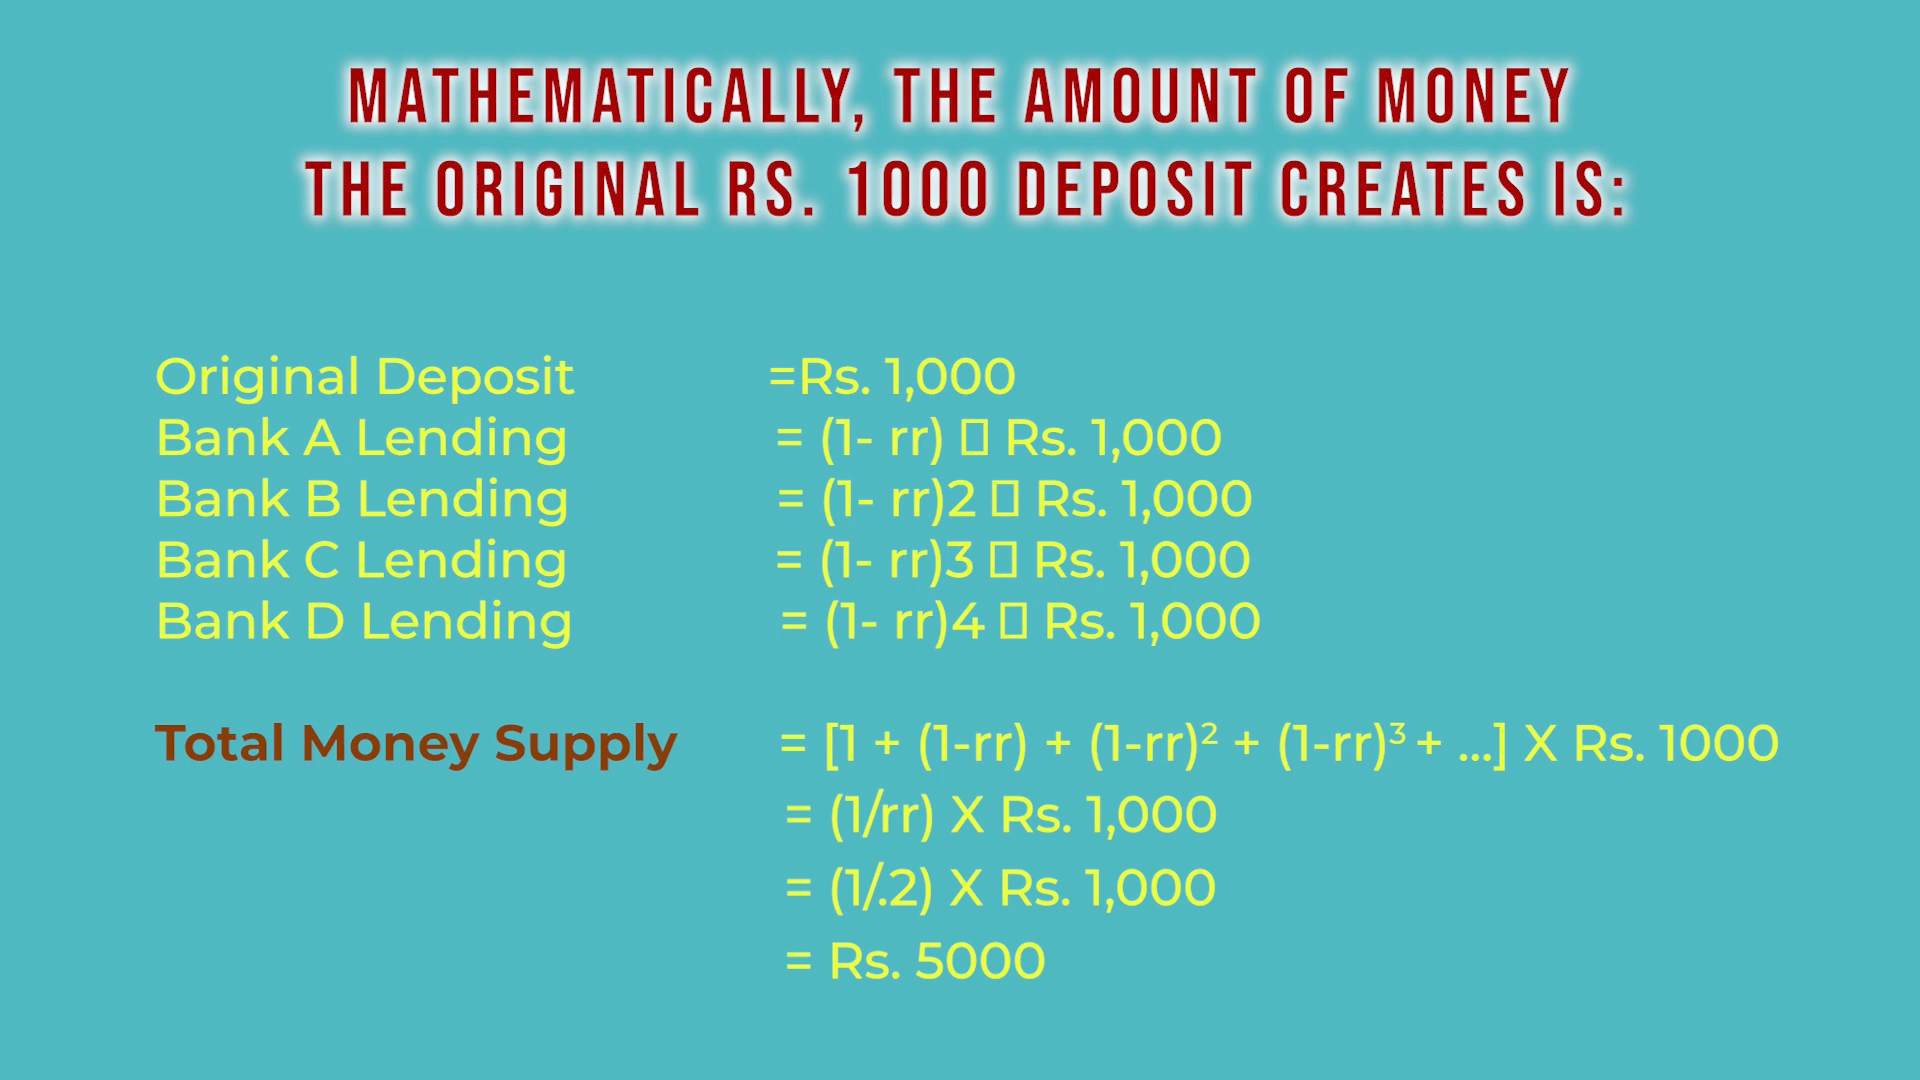 MATHEMATICALLY, THE AMOUNT OF MONEY
THE ORIGINAL RS. 1000 DEPOSIT CREATES IS:
Original Deposit =Rs. 1,000
Bank A Lending = (1- rr) 󠀠▯ Rs. 1,000
Bank B Lending = (1- rr)2 ▯ Rs. 1,000
Bank C Lending = (1- rr)3 ▯ Rs. 1,000
Bank D Lending = (1- rr)4 ▯ Rs. 1,000
Total Money Supply = [1 + (1-rr) + (1-rr)² + (1-rr)³ + ...] X Rs. 1000
= (1/rr) X Rs. 1,000
= (1/.2) X Rs. 1,000
= Rs. 5000